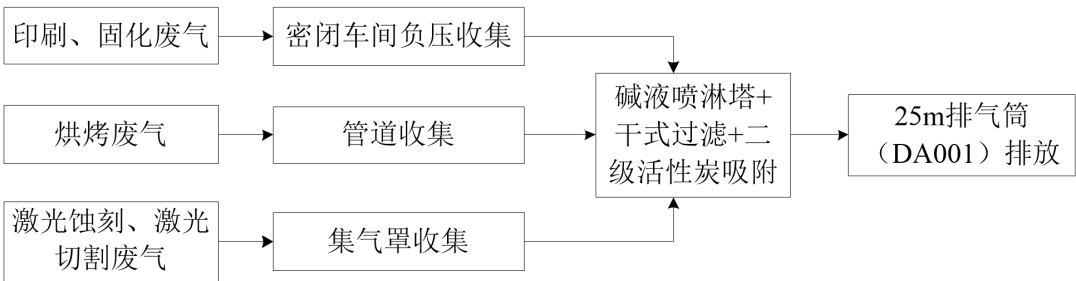 印刷、固化废气
密闭车间负压收集
烘烤废气
管道收集
激光蚀刻、激光
切割废气
集气罩收集
碱液喷淋塔+
干式过滤+二
级活性炭吸附
25m排气筒
（DA001）排放